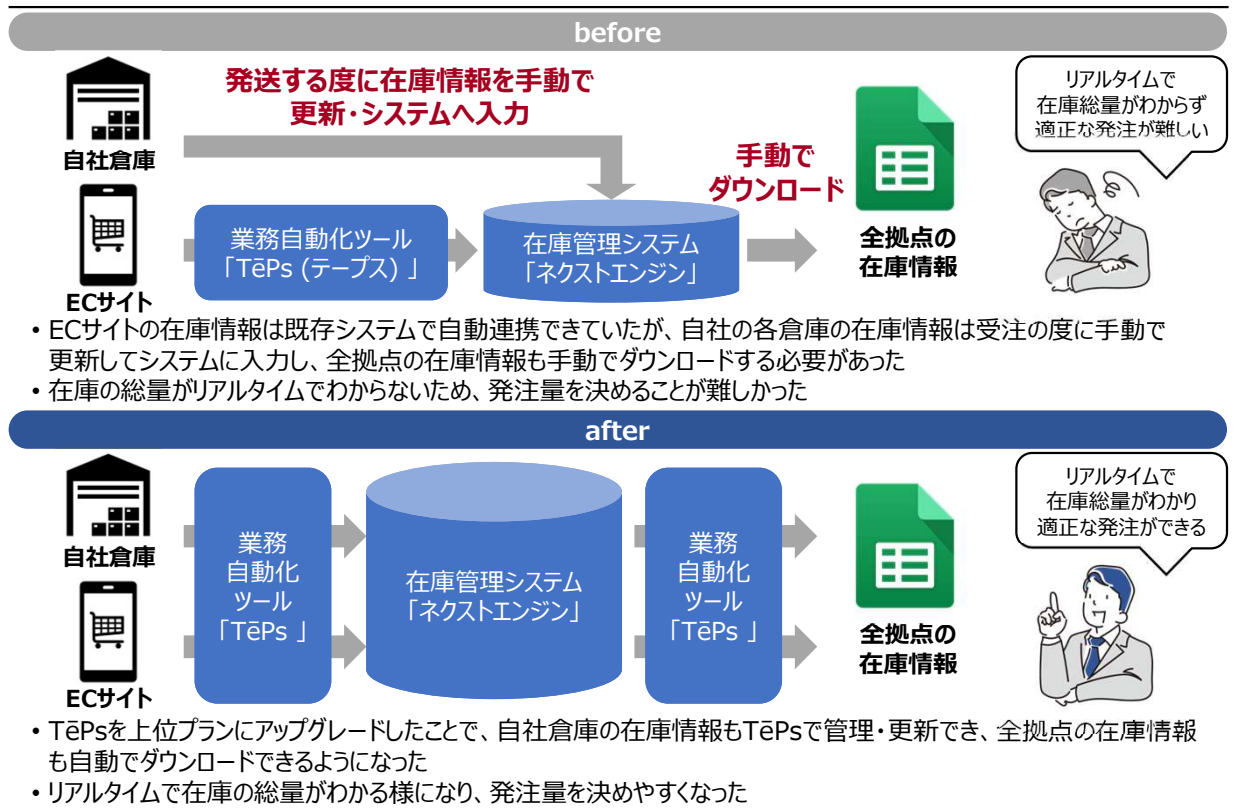 before
発送する度に在庫情報を手動で
更新・システムへ入力
自社倉庫
ECサイト
業務自動化ツール
「TēPs (テープス) 」
在庫管理システム
「ネクストエンジン」
手動で
ダウンロード
全拠点の
在庫情報
リアルタイムで
在庫総量がわからず
適正な発注が難しい
• ECサイトの在庫情報は既存システムで自動連携できていたが、自社の各倉庫の在庫情報は受注の度に手動で
更新してシステムに入力し、全拠点の在庫情報も手動でダウンロードする必要があった
• 在庫の総量がリアルタイムでわからないため、発注量を決めることが難しかった
after
自社倉庫
ECサイト
業務
自動化
ツール
「TēPs 」
在庫管理システム
「ネクストエンジン」
業務
自動化
ツール
「TēPs 」
全拠点の
在庫情報
リアルタイムで
在庫総量がわかり
適正な発注ができる
• TēPsを上位プランにアップグレードしたことで、自社倉庫の在庫情報もTēPsで管理・更新でき、全拠点の在庫情報
も自動でダウンロードできるようになった
• リアルタイムで在庫の総量がわかる様になり、発注量を決めやすくなった